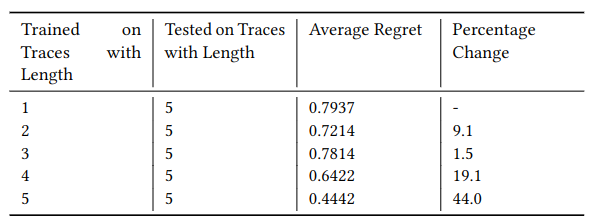 Trained on Tested on Traces Average Regret Percentage
Traces with with Length Change
Length
1 5 0.7937 -
2 5 0.7214 9.1
3 5 0.7814 1.5
4 5 0.6422 19.1
5 5 0.4442 44.0